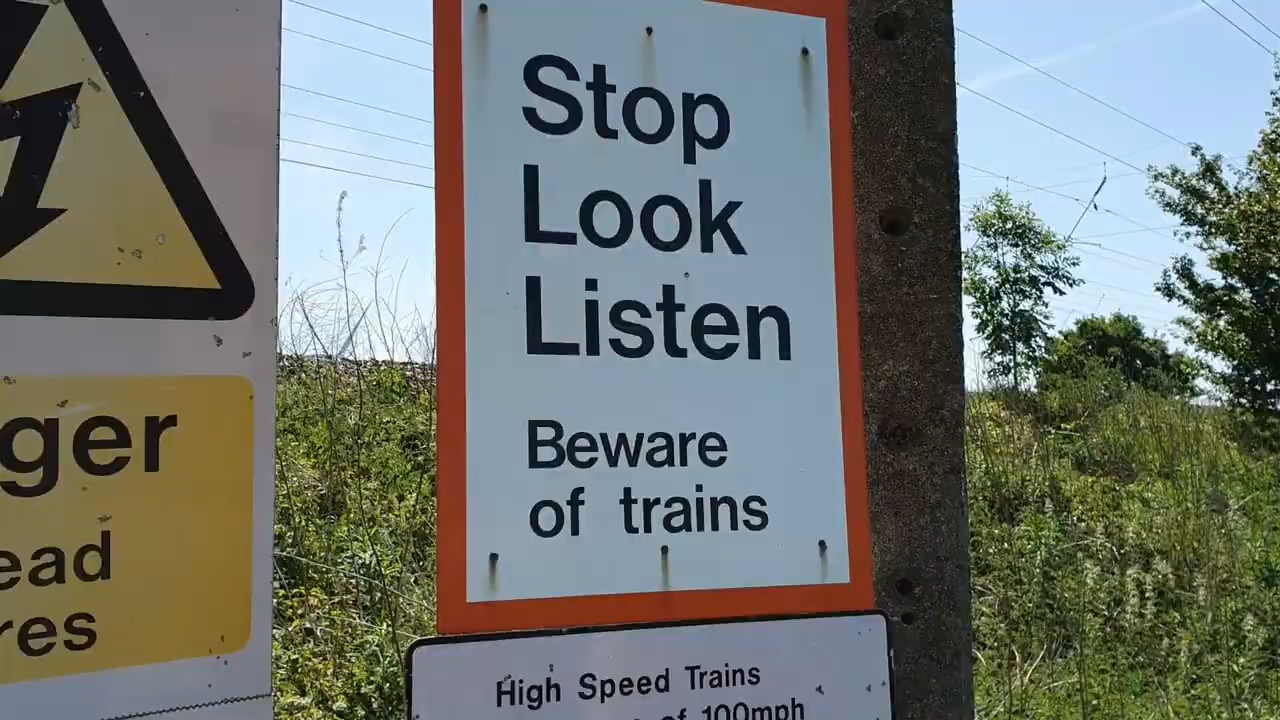 Stop
Look
Listen
Beware
of trains
High Speed Trains
of 100mph
ger
ead
res